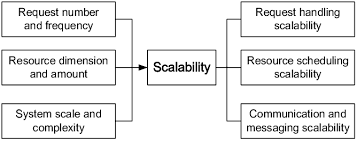 Request number
and frequency
Resource dimension
and amount
System scale and
complexity
Scalability
Request handling
scalability
Resource scheduling
scalability
Communication and
messaging scalability